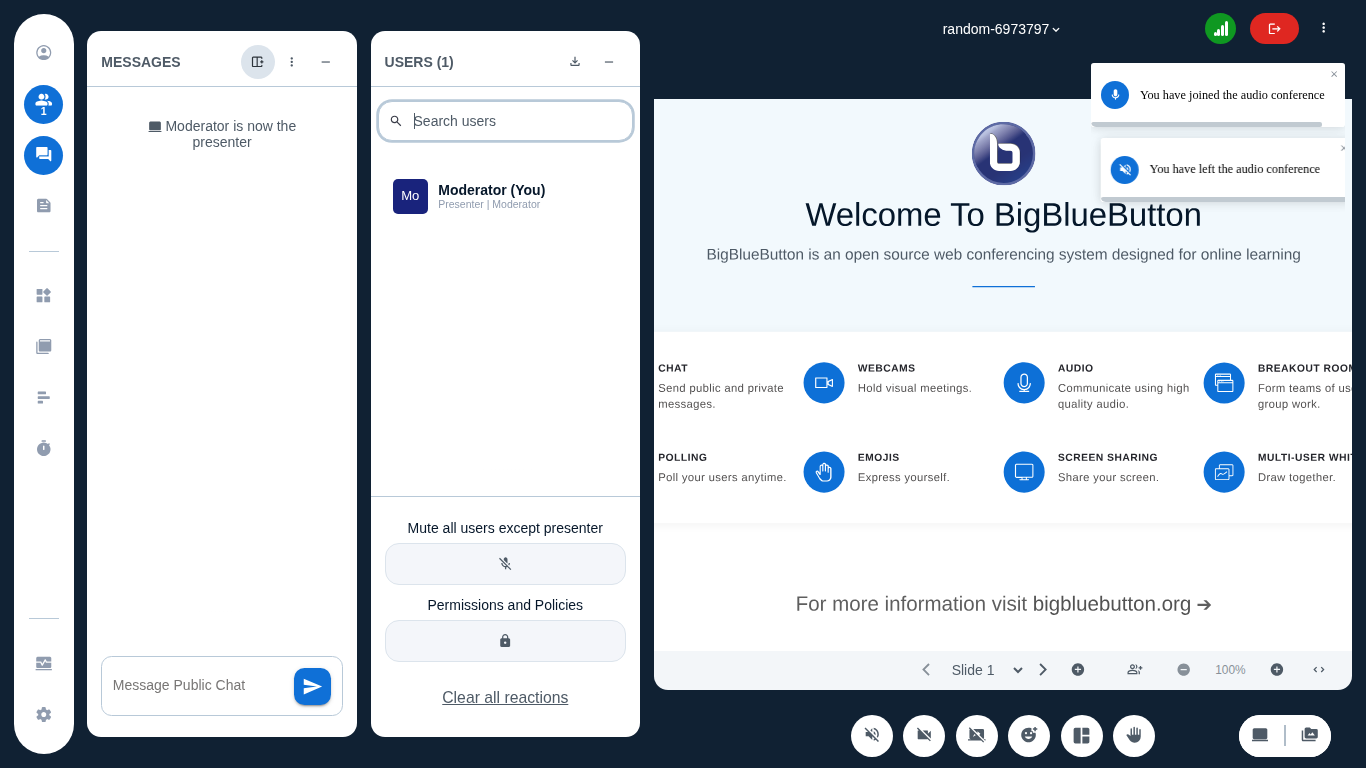 random-6973797
MESSAGES
USERS (1)
1
Moderator is now the
presenter
Search users
Mo
Moderator (You)
Presenter | Moderator
Mute all users except presenter
Permissions and Policies
Clear all reactions
Message Public Chat
You have joined the audio conference
You have left the audio conference
Welcome To BigBlueButton
BigBlueButton is an open source web conferencing system designed for online learning
CHAT
Send public and private
messages.
WEBCAMS
Hold visual meetings.
AUDIO
Communicate using high
quality audio.
BREAKOUT ROOM
Form teams of us
group work.
POLLING
Poll your users anytime.
EMOJIS
Express yourself.
SCREEN SHARING
Share your screen.
MULTI-USER WHIT
Draw together.
For more information visit bigbluebutton.org ➔
Slide 1
100%